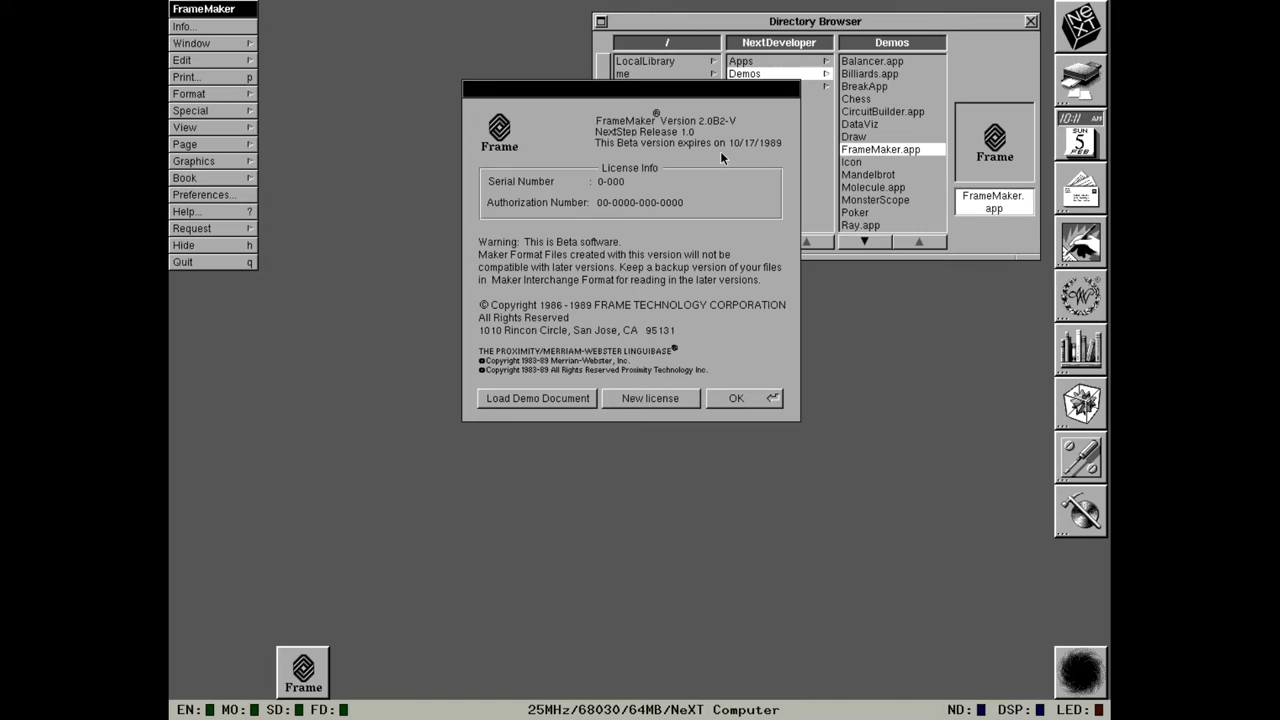 FrameMaker
Info...
Window
Edit
Print... p
Format
Special
View
Page
Graphics
Book
Preferences...
Help... ?
Request
Hide h
Quit q
Directory Browser
/
NextDeveloper
Demos
LocalLibrary
me
Apps
Demos
Balancer.app
Billiards.app
BreakApp
Chess
CircuitBuilder.app
DataViz
Draw
FrameMaker.app
Icon
Mandelbrot
Molecule.app
MonsterScope
Poker
Ray.app
Frame
FrameMaker.
app
Frame
FrameMaker® Version 2.0B2-V
NextStep Release 1.0
This Beta version expires on 10/17/1989
License Info
Serial Number : 0-000
Authorization Number: 00-0000-000-0000
Warning: This is Beta software.
Maker Format Files created with this version will not be
compatible with later versions. Keep a backup version of your files
in Maker Interchange Format for reading in the later versions.
© Copyright 1986-1989 FRAME TECHNOLOGY CORPORATION
All Rights Reserved
1010 Rincon Circle, San Jose, CA 95131
THE PROXIMITY/MERRIAM-WEBSTER LINGUIBASE®
©Copyright 1983-89 Merrian-Webster, Inc.
©Copyright 1983-89 All Rights Reserved Proximity Technology Inc.
Load Demo Document
New license
OK
NeXT
10:11 AM
SUN
5
FEB
Frame
EN: MO: SD: FD:
25MHz/68030/64MB/NeXT Computer
ND: DSP: LED: